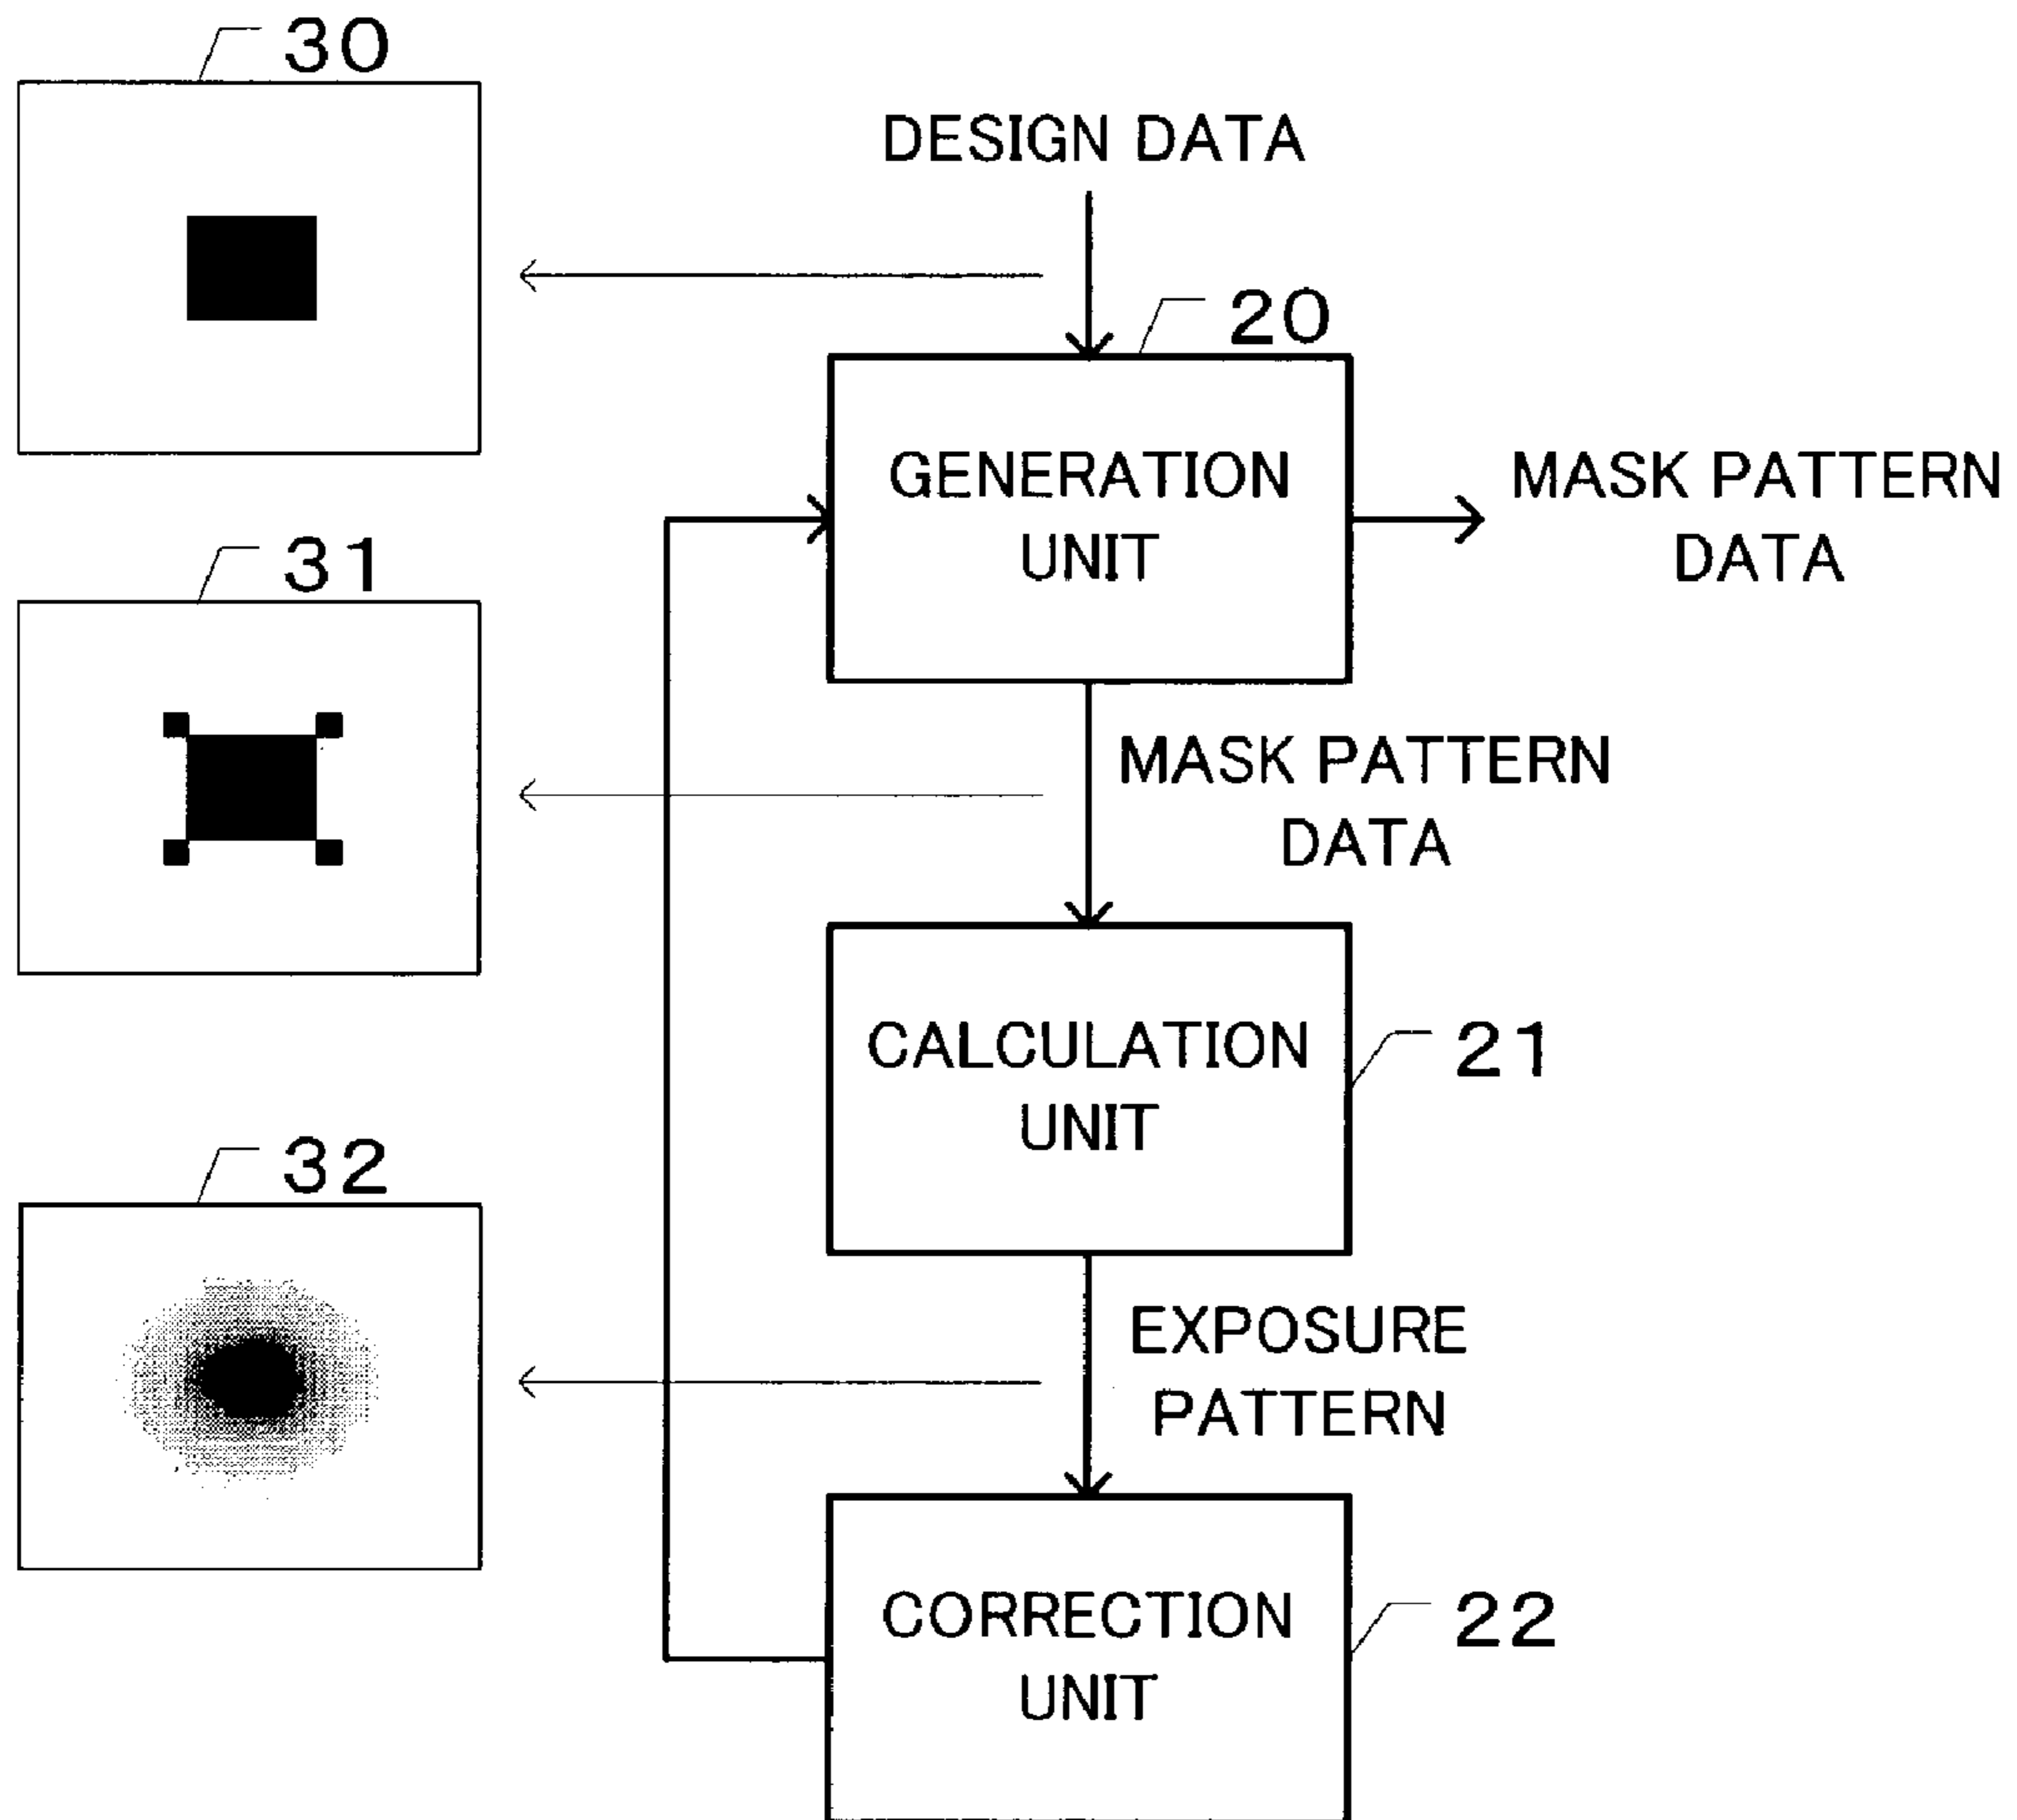 30
DESIGN DATA
20
GENERATION
UNIT
MASK PATTERN
DATA
31
MASK PATTERN
DATA
CALCULATION
UNIT
21
32
EXPOSURE
PATTERN
CORRECTION
UNIT
22